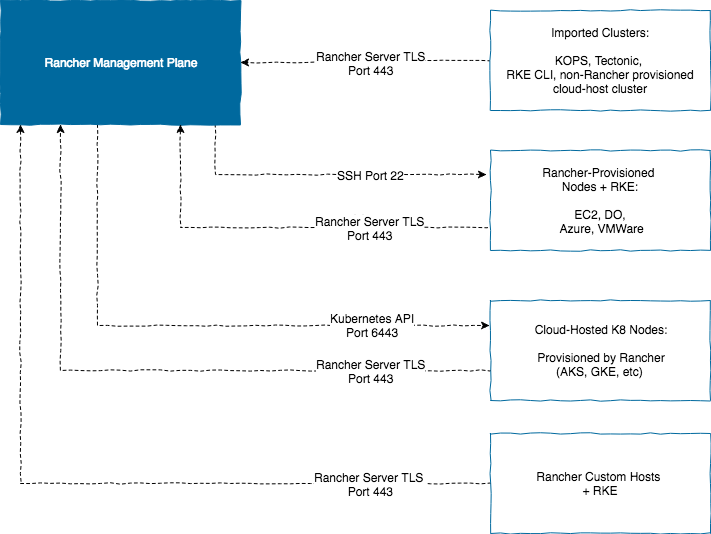 Rancher Management Plane
Rancher Server TLS
Port 443
Imported Clusters:
KOPS, Tectonic,
RKE CLI, non-Rancher provisioned
cloud-host cluster
SSH Port 22
Rancher Server TLS
Port 443
Rancher-Provisioned
Nodes + RKE:
EC2, DO,
Azure, VMWare
Kubernetes API
Port 6443
Rancher Server TLS
Port 443
Cloud-Hosted K8 Nodes:
Provisioned by Rancher
(AKS, GKE, etc)
Rancher Server TLS
Port 443
Rancher Custom Hosts
+ RKE